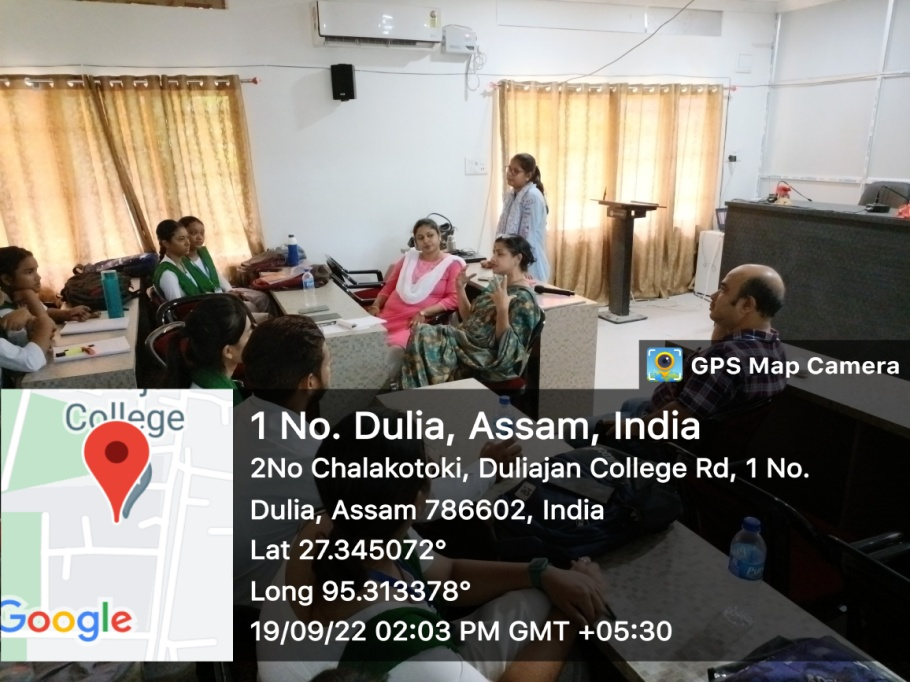 GPS Map Camera
College
Google
1 No. Dulia, Assam, India
2No Chalakotoki, Duliajan College Rd, 1 No.
Dulia, Assam 786602, India
Lat 27.345072°
Long 95.313378°
19/09/22 02:03 PM GMT +05:30